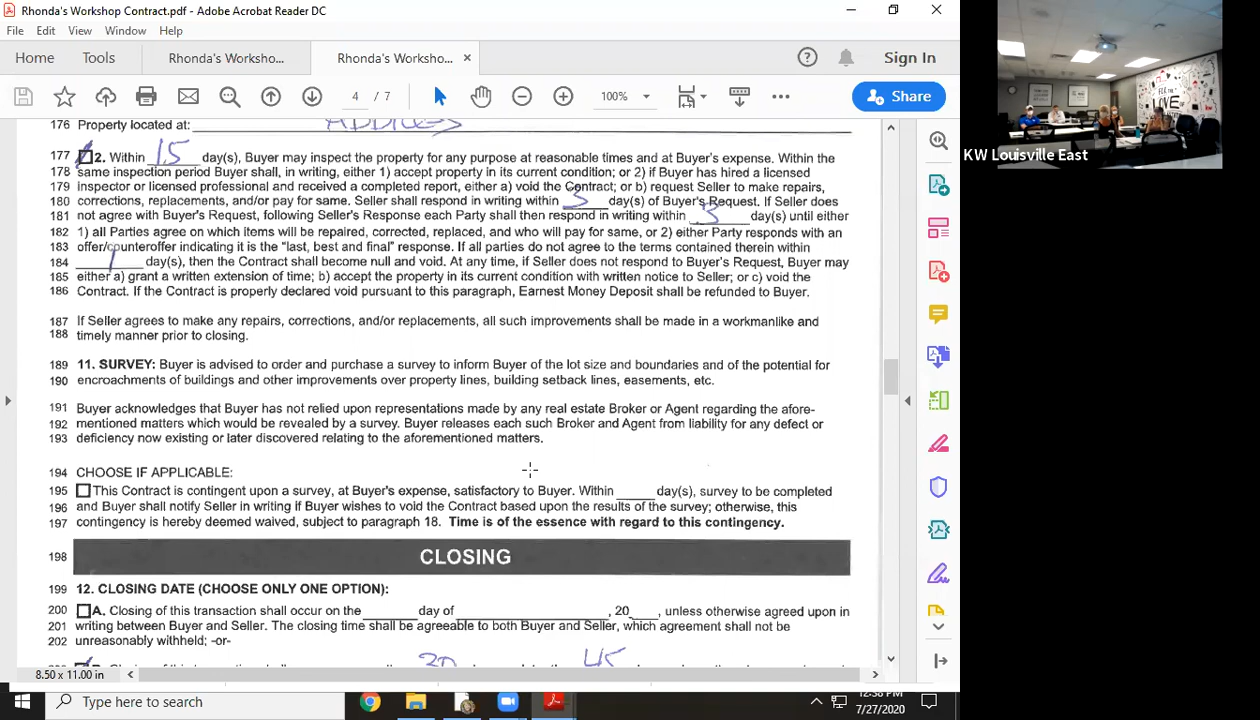 Rhonda's Workshop Contract.pdf - Adobe Acrobat Reader DC
File Edit View Window Help
Home Tools Rhonda's Worksho... Rhonda's Worksho... × Sign In
4 / 7 100% Share
176 Property located at: ADDRESS
177 2. Within 15 day(s), Buyer may inspect the property for any purpose at reasonable times and at Buyer's expense. Within the
178 same inspection period Buyer shall, in writing, either 1) accept property in its current condition; or 2) if Buyer has hired a licensed
179 inspector or licensed professional and received a completed report, either a) void the Contract; or b) request Seller to make repairs,
180 corrections, replacements, and/or pay for same. Seller shall respond in writing within 3 day(s) of Buyer's Request. If Seller does
181 not agree with Buyer's Request, following Seller's Response each Party shall then respond in writing within 3 day(s) until either
182 1) all Parties agree on which items will be repaired, corrected, replaced, and who will pay for same, or 2) either Party responds with an
183 offer/counteroffer indicating it is the "last, best and final" response. If all parties do not agree to the terms contained therein within
184 1 day(s), then the Contract shall become null and void. At any time, if Seller does not respond to Buyer's Request, Buyer may
185 either a) grant a written extension of time; b) accept the property in its current condition with written notice to Seller; or c) void the
186 Contract. If the Contract is properly declared void pursuant to this paragraph, Earnest Money Deposit shall be refunded to Buyer.
187 If Seller agrees to make any repairs, corrections, and/or replacements, all such improvements shall be made in a workmanlike and
188 timely manner prior to closing.
189 11. SURVEY: Buyer is advised to order and purchase a survey to inform Buyer of the lot size and boundaries and of the potential for
190 encroachments of buildings and other improvements over property lines, building setback lines, easements, etc.
191 Buyer acknowledges that Buyer has not relied upon representations made by any real estate Broker or Agent regarding the afore-
192 mentioned matters which would be revealed by a survey. Buyer releases each such Broker and Agent from liability for any defect or
193 deficiency now existing or later discovered relating to the aforementioned matters.
194 CHOOSE IF APPLICABLE:
195 This Contract is contingent upon a survey, at Buyer's expense, satisfactory to Buyer. Within ____ day(s), survey to be completed
196 and Buyer shall notify Seller in writing if Buyer wishes to void the Contract based upon the results of the survey; otherwise, this
197 contingency is hereby deemed waived, subject to paragraph 18. Time is of the essence with regard to this contingency.
198 CLOSING
199 12. CLOSING DATE (CHOOSE ONLY ONE OPTION):
200 A. Closing of this transaction shall occur on the ______ day of ________________, 20___, unless otherwise agreed upon in
201 writing between Buyer and Seller. The closing time shall be agreeable to both Buyer and Seller, which agreement shall not be
202 unreasonably withheld; -or-
30 45
8.50 x 11.00 in
Type here to search
12:38 PM
7/27/2020
KW Louisville East
LOVE